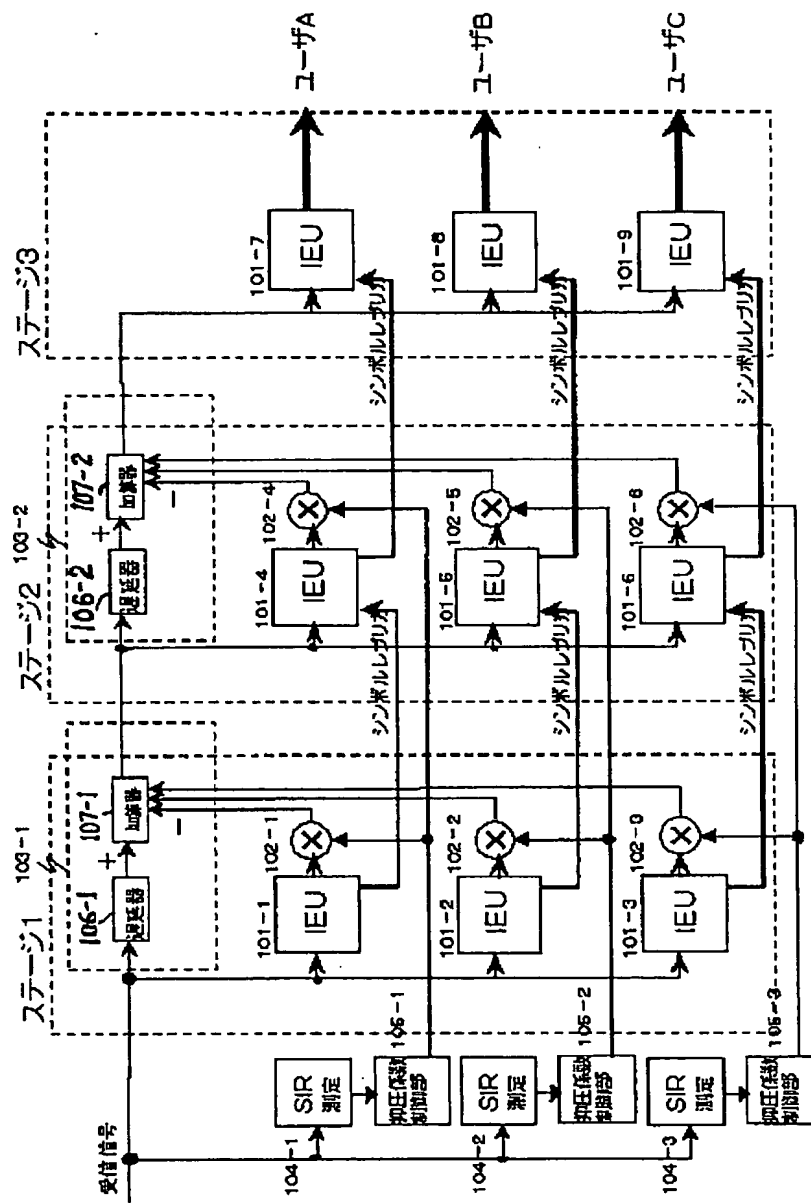 ステージ1
103-1
106-1
遅延器
+
107-1
加算器
−
ステージ2
103-2
106-2
遅延器
+
107-2
加算器
−
ステージ3
受信信号
104-1
SIR
測定
105-1
抑圧係数
制御部
101-1
IEU
102-1
×
シンボルレプリカ
101-4
IEU
102-4
×
シンボルレプリカ
101-7
IEU
ユーザA
104-2
SIR
測定
105-2
抑圧係数
制御部
101-2
IEU
102-2
×
シンボルレプリカ
101-5
IEU
102-5
×
シンボルレプリカ
101-8
IEU
ユーザB
104-3
SIR
測定
105-3
抑圧係数
制御部
101-3
IEU
102-3
×
シンボルレプリカ
101-6
IEU
102-6
×
シンボルレプリカ
101-9
IEU
ユーザC